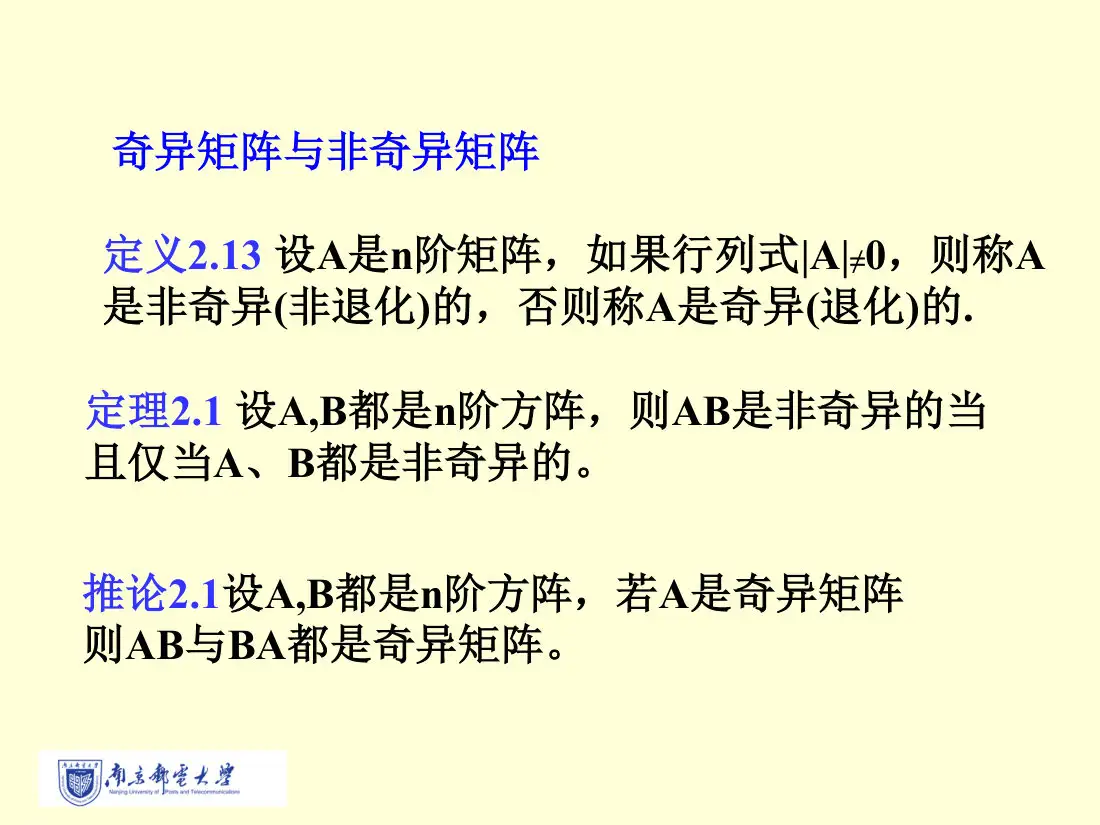 奇异矩阵与非奇异矩阵
定义2.13 设A是n阶矩阵，如果行列式|A|≠0，则称A
是非奇异(非退化)的，否则称A是奇异(退化)的.
定理2.1 设A,B都是n阶方阵，则AB是非奇异的当
且仅当A、B都是非奇异的。
推论2.1设A,B都是n阶方阵，若A是奇异矩阵
则AB与BA都是奇异矩阵。
南京邮电大学
Nanjing University of Posts and Telecommunications